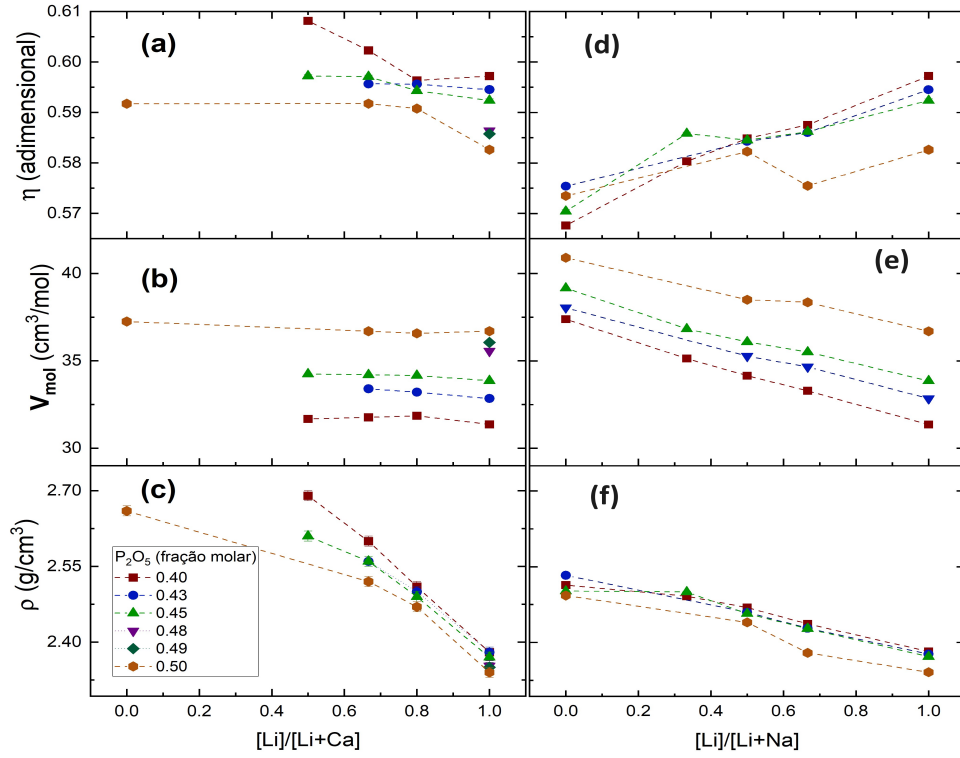 η (adimensional)
0.61
0.60
0.59
0.58
0.57
(a)
(d)
V_mol (cm³/mol)
40
35
30
(b)
(e)
ρ (g/cm³)
2.70
2.55
2.40
(c)
(f)
P₂O₅ (fração molar)
0.40
0.43
0.45
0.48
0.49
0.50
0.0 0.2 0.4 0.6 0.8 1.0
0.0 0.2 0.4 0.6 0.8 1.0
[Li]/[Li+Ca]
[Li]/[Li+Na]